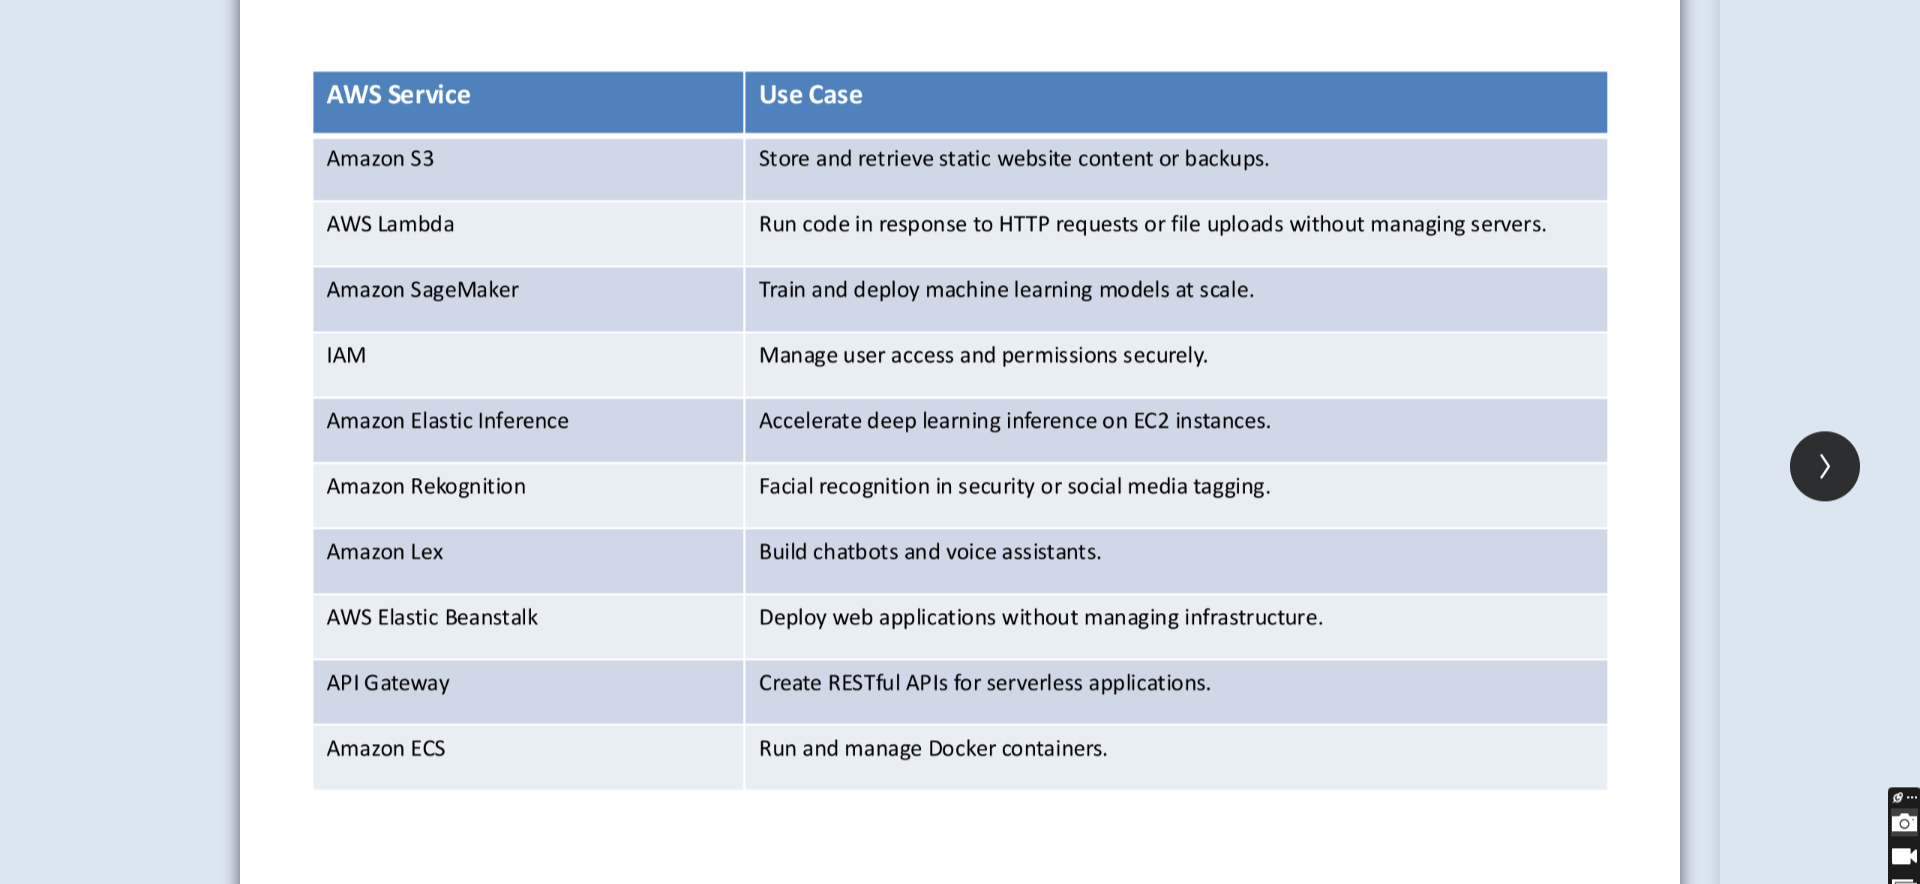 AWS Service Use Case
Amazon S3 Store and retrieve static website content or backups.
AWS Lambda Run code in response to HTTP requests or file uploads without managing servers.
Amazon SageMaker Train and deploy machine learning models at scale.
IAM Manage user access and permissions securely.
Amazon Elastic Inference Accelerate deep learning inference on EC2 instances.
Amazon Rekognition Facial recognition in security or social media tagging.
Amazon Lex Build chatbots and voice assistants.
AWS Elastic Beanstalk Deploy web applications without managing infrastructure.
API Gateway Create RESTful APIs for serverless applications.
Amazon ECS Run and manage Docker containers.